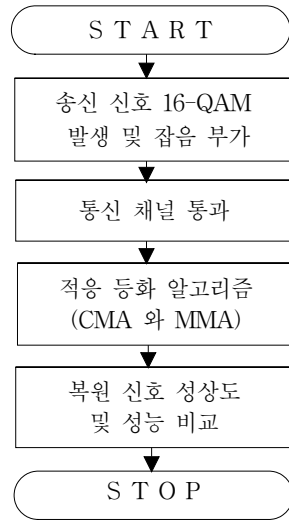 S T A R T
송신 신호 16-QAM
발생 및 잡음 부가
통신 채널 통과
적응 등화 알고리즘
(CMA 와 MMA)
복원 신호 성상도
및 성능 비교
S T O P